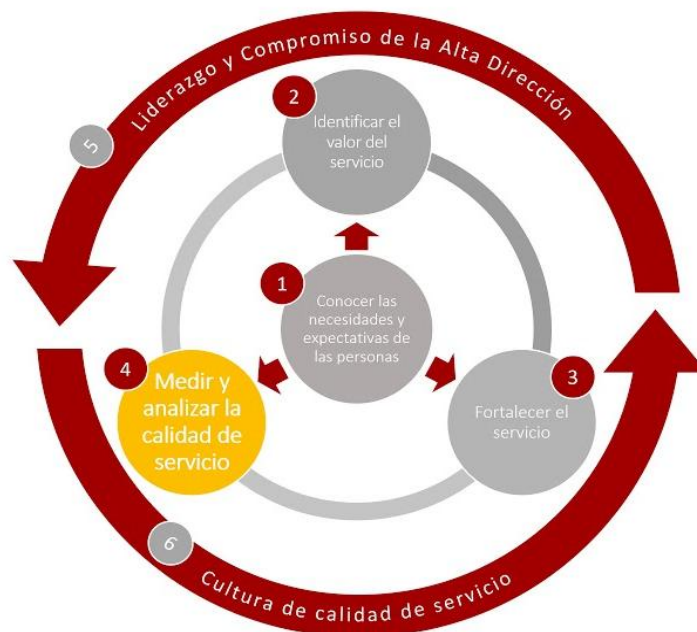 5
Liderazgo y Compromiso de la Alta Dirección
2
Identificar el
valor del
servicio
1
Conocer las
necesidades y
expectativas de
las personas
4
Medir y
analizar la
calidad de
servicio
3
Fortalecer el
servicio
6
Cultura de calidad de servicio